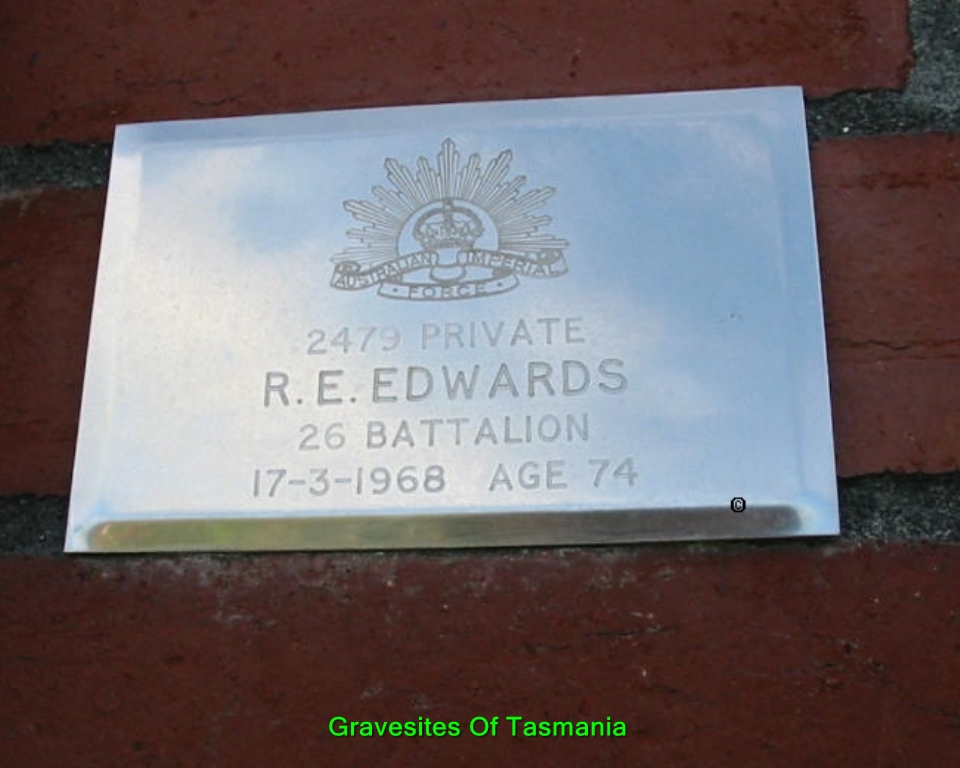 AUSTRALIAN IMPERIAL
FORCE
2479 PRIVATE
R.E. EDWARDS
26 BATTALION
17-3-1968 AGE 74
©
Gravesites Of Tasmania